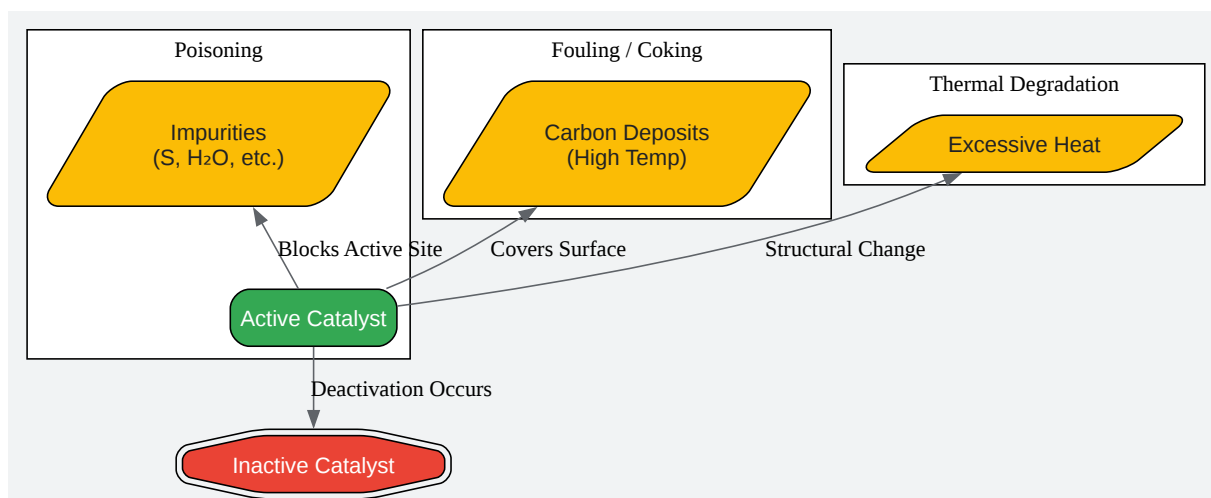 Poisoning
Fouling / Coking
Thermal Degradation
Impurities
(S, H₂O, etc.)
Carbon Deposits
(High Temp)
Excessive Heat
Blocks Active Site
Covers Surface
Structural Change
Active Catalyst
Deactivation Occurs
Inactive Catalyst